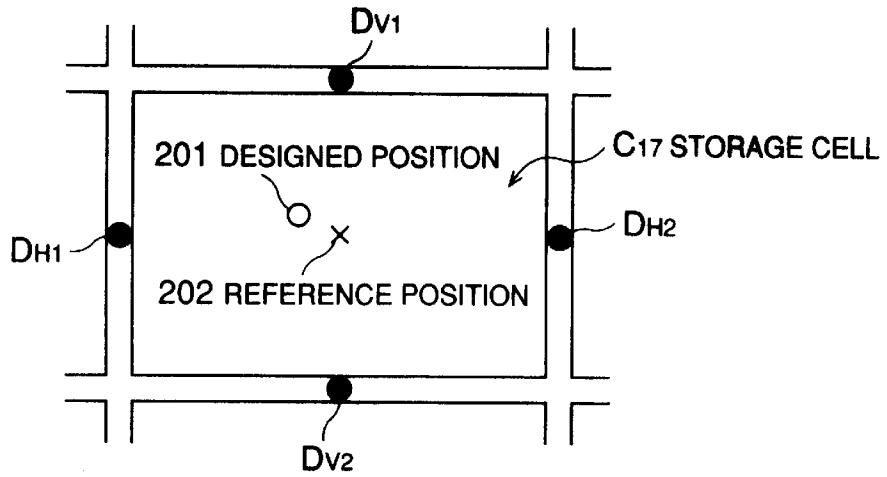 DV1
201 DESIGNED POSITION
C17 STORAGE CELL
DH1
DH2
202 REFERENCE POSITION
DV2